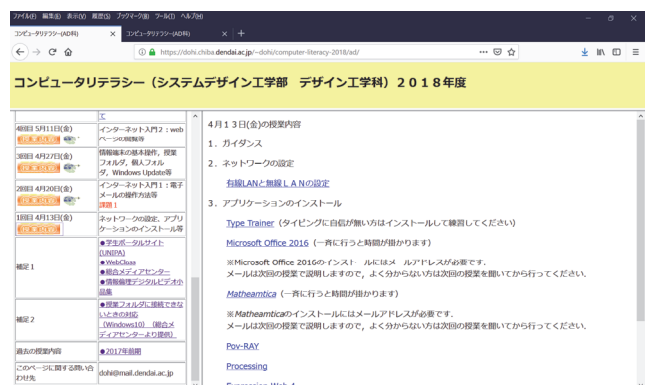 ファイル(F) 編集(E) 表示(V) 履歴(S) ブックマーク(B) ツール(T) ヘルプ(H)
コンピュータリテラシー(AD科) × コンピュータリテラシー(AD科) × +
https://dohi.chiba.dendai.ac.jp/~dohi/computer-literacy-2018/ad/
コンピュータリテラシー（システムデザイン工学部　デザイン工学科）２０１８年度
て
4回目 5月11日(金)
インターネット入門2：web
ページの閲覧等
3回目 4月27日(金)
情報端末の基本操作，授業
フォルダ，個人フォル
ダ，Windows Update等
2回目 4月20日(金)
インターネット入門1：電子
メールの操作方法等
課題！
1回目 4月13日(金)
ネットワークの設定，アプリ
ケーションのインストール等
補足1
●学生ポータルサイト
(UNIPA)
●WebClass
●総合メディアセンター
●情報倫理デジタルビデオ小
品集
補足2
●授業フォルダに接続できな
いときの対応
（Windows10）（総合メ
ディアセンターより提供）
過去の授業内容
●2017年前期
このページに関する問い合
わせ先
dohi@mail.dendai.ac.jp
4月１３日(金)の授業内容
1．ガイダンス
2．ネットワークの設定
有線LANと無線ＬＡＮの設定
3．アプリケーションのインストール
Type Trainer（タイピングに自信が無い方はインストールして練習してください）
Microsoft Office 2016（一斉に行うと時間が掛かります）
※Microsoft Office 2016のインストールにはメールアドレスが必要です．
メールは次回の授業で説明しますので，よく分からない方は次回の授業を聞いてから行ってください．
Matheamtica（一斉に行うと時間が掛かります）
※Matheamticaのインストールにはメールアドレスが必要です．
メールは次回の授業で説明しますので，よく分からない方は次回の授業を聞いてから行ってください．
Pov-RAY
Processing